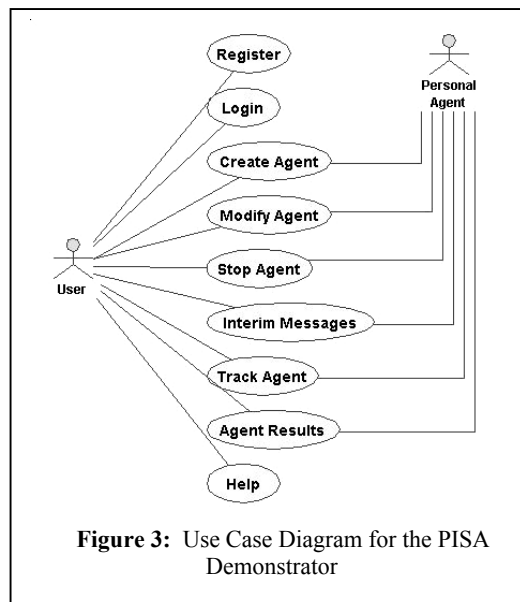 Register
Personal
Agent
Login
Create Agent
Modify Agent
Stop Agent
User
Interim Messages
Track Agent
Agent Results
Help
Figure 3: Use Case Diagram for the PISA
Demonstrator